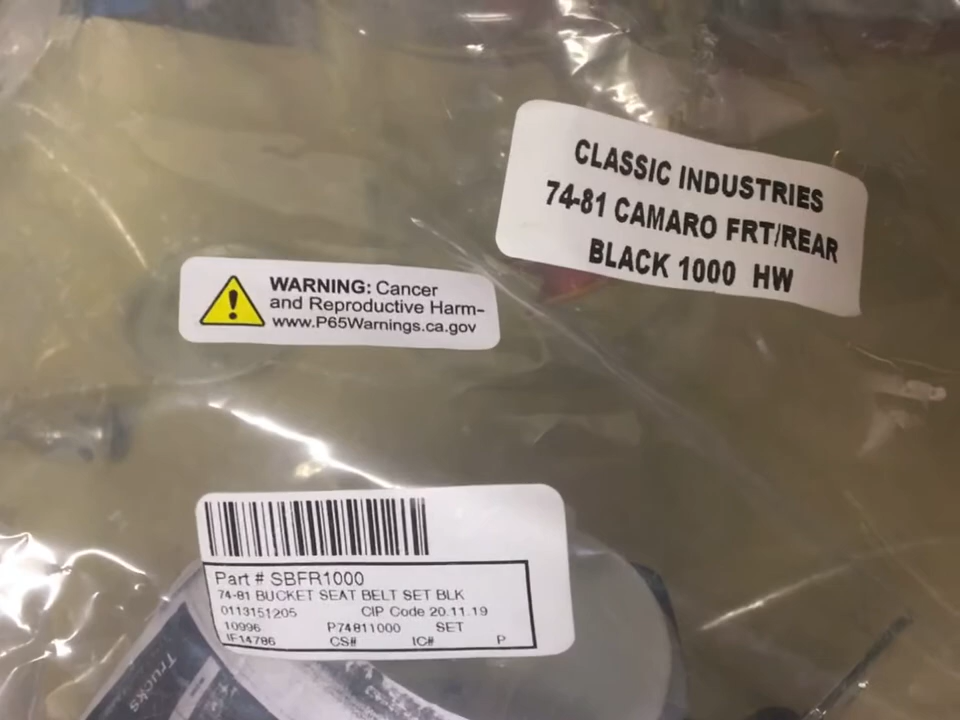 CLASSIC INDUSTRIES
74-81 CAMARO FRT/REAR
BLACK 1000 HW
WARNING: Cancer
and Reproductive Harm-
www.P65Warnings.ca.gov
Part # SBFR1000
74-81 BUCKET SEAT BELT SET BLK
0113151205 CIP Code 20.11.19
10996 P74811000 SET
IF14786 CS# IC# P
Trucks